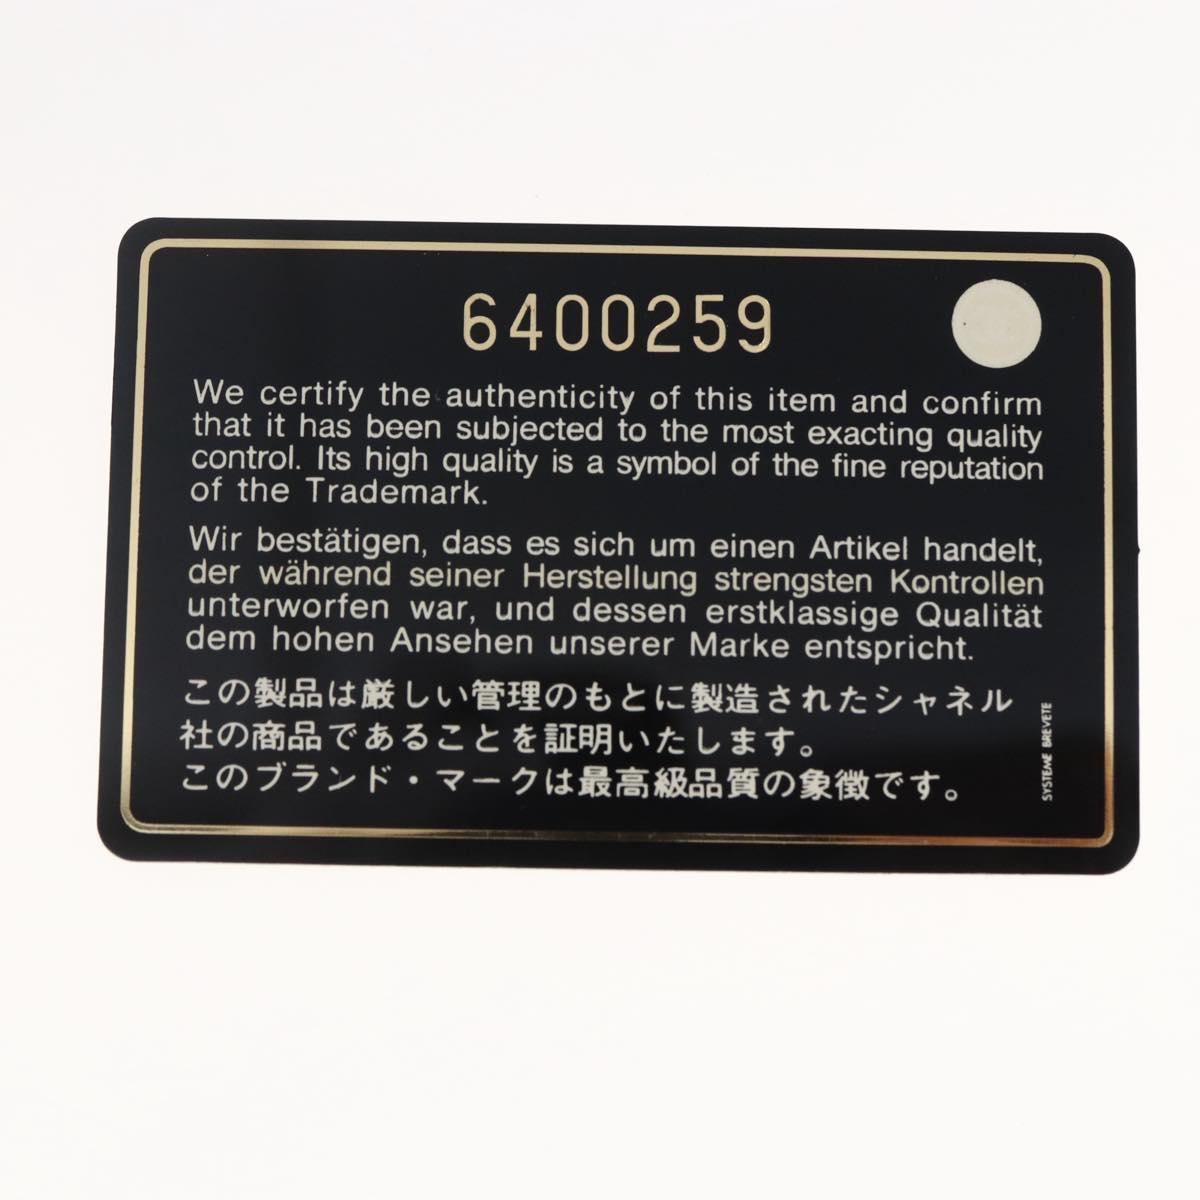 6400259
We certify the authenticity of this item and confirm
that it has been subjected to the most exacting quality
control. Its high quality is a symbol of the fine reputation
of the Trademark.
Wir bestätigen, dass es sich um einen Artikel handelt,
der während seiner Herstellung strengsten Kontrollen
unterworfen war, und dessen erstklassige Qualität
dem hohen Ansehen unserer Marke entspricht.
この製品は厳しい管理のもとに製造されたシャネル
社の商品であることを証明いたします。
このブランド・マークは最高級品質の象徴です。
SYSTEME BREVETE